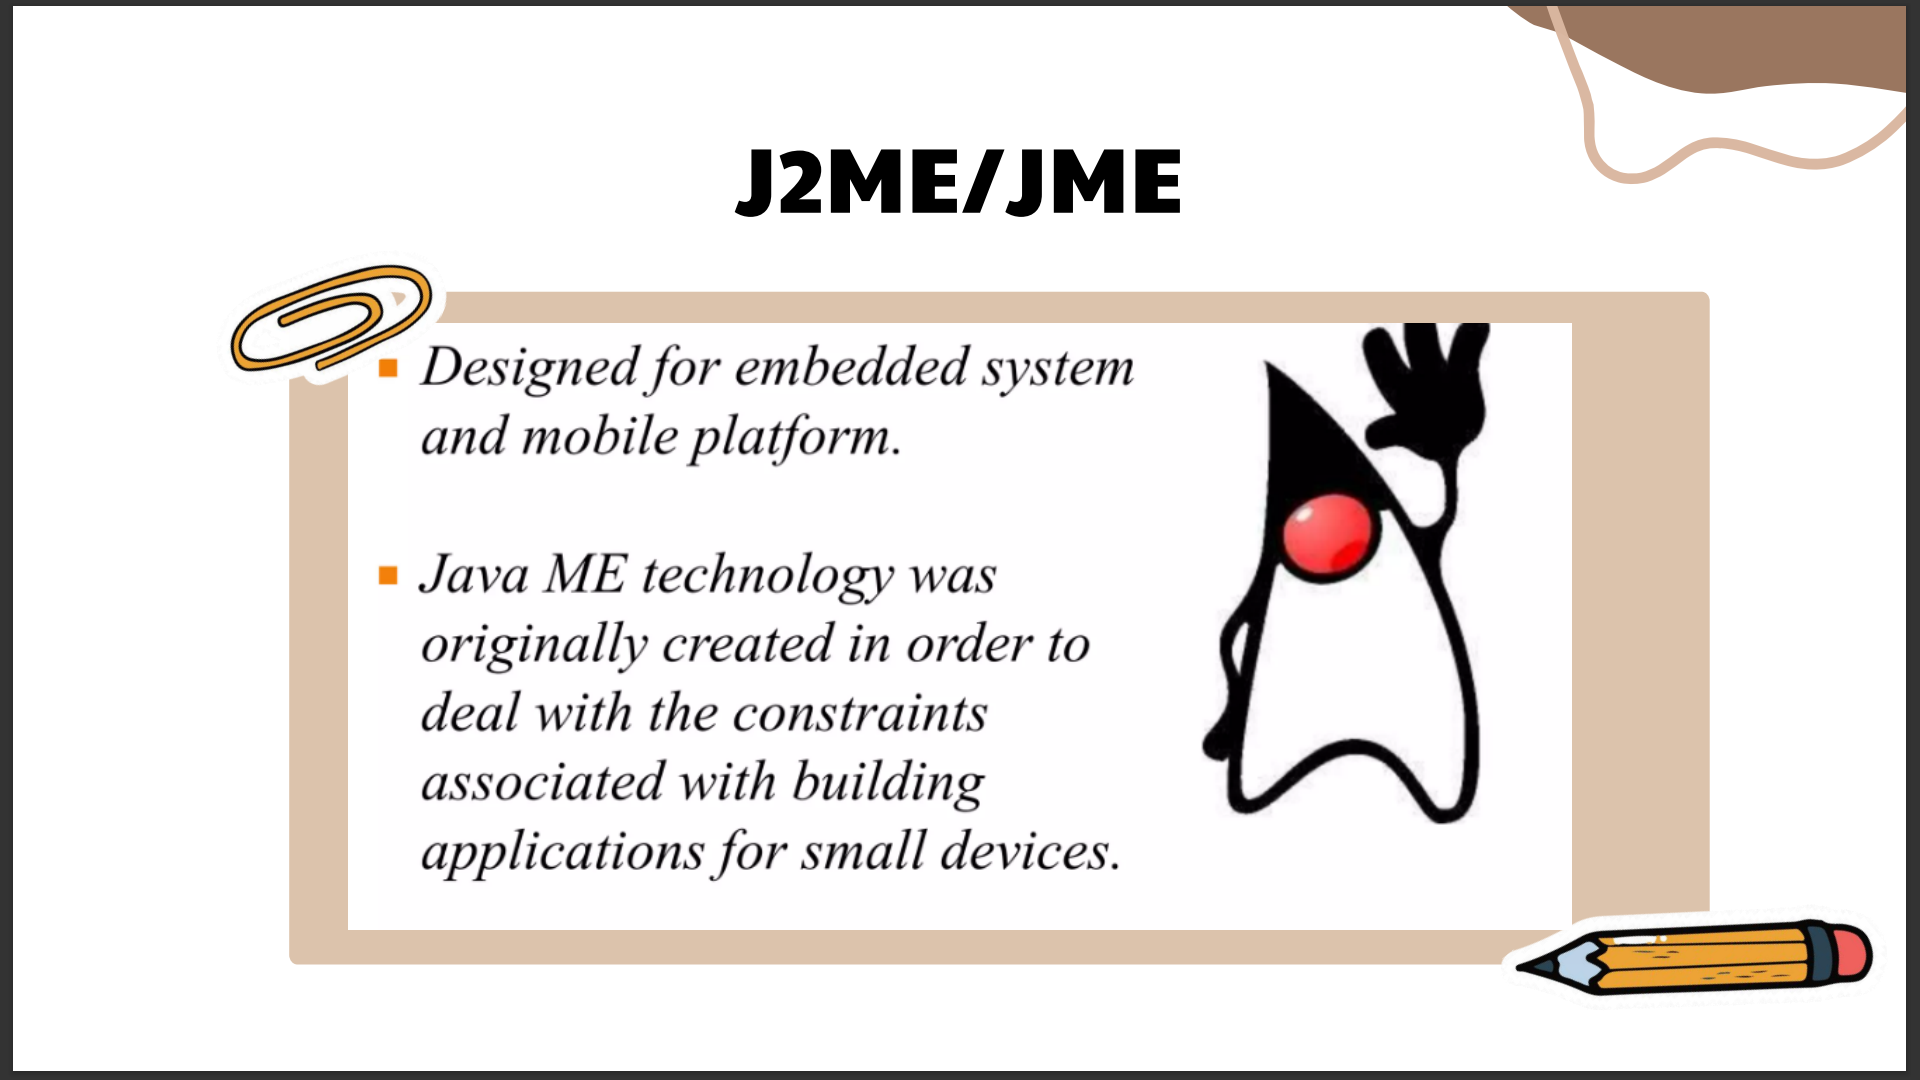 J2ME/JME
Designed for embedded system
and mobile platform.
Java ME technology was
originally created in order to
deal with the constraints
associated with building
applications for small devices.